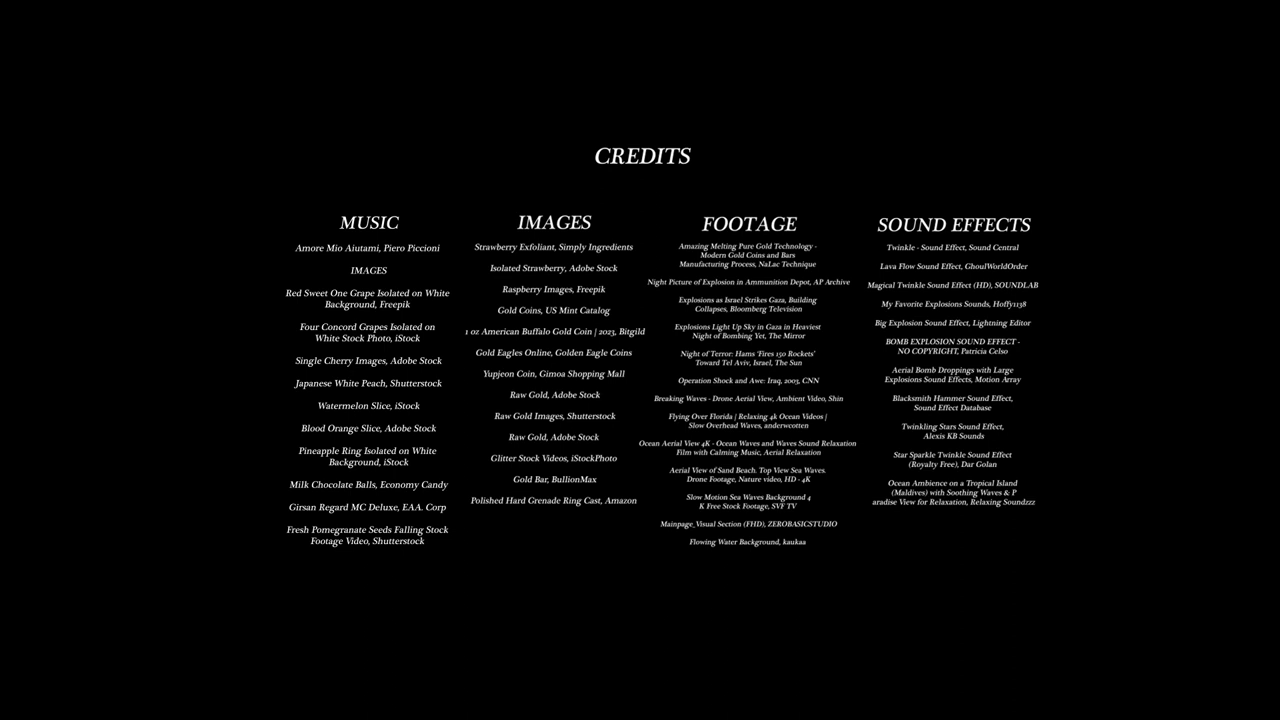 CREDITS
MUSIC
Amore Mio Aiutami, Piero Piccioni
IMAGES
Red Sweet One Grape Isolated on White
Background, Freepik
Four Concord Grapes Isolated on
White Stock Photo, iStock
Single Cherry Images, Adobe Stock
Japanese White Peach, Shutterstock
Watermelon Slice, iStock
Blood Orange Slice, Adobe Stock
Pineapple Ring Isolated on White
Background, iStock
Milk Chocolate Balls, Economy Candy
Girsan Regard MC Deluxe, EAA. Corp
Fresh Pomegranate Seeds Falling Stock
Footage Video, Shutterstock
IMAGES
Strawberry Exfoliant, Simply Ingredients
Isolated Strawberry, Adobe Stock
Raspberry Images, Freepik
Gold Coins, US Mint Catalog
1 oz American Buffalo Gold Coin | 2023, Bitgild
Gold Eagles Online, Golden Eagle Coins
Yupjeon Coin, Gimoa Shopping Mall
Raw Gold, Adobe Stock
Raw Gold Images, Shutterstock
Raw Gold, Adobe Stock
Glitter Stock Videos, iStockPhoto
Gold Bar, BullionMax
Polished Hard Grenade Ring Cast, Amazon
FOOTAGE
Amazing Melting Pure Gold Technology -
Modern Gold Coins and Bars
Manufacturing Process, NaLac Technique
Night Picture of Explosion in Ammunition Depot, AP Archive
Explosions as Israel Strikes Gaza, Building
Collapses, Bloomberg Television
Explosions Light Up Sky in Gaza in Heaviest
Night of Bombing Yet, The Mirror
Night of Terror: Hams 'Fires 150 Rockets'
Toward Tel Aviv, Israel, The Sun
Operation Shock and Awe: Iraq, 2003, CNN
Breaking Waves - Drone Aerial View, Ambient Video, Shin
Flying Over Florida | Relaxing 4k Ocean Videos |
Slow Overhead Waves, anderwcotten
Ocean Aerial View 4K - Ocean Waves and Waves Sound Relaxation
Film with Calming Music, Aerial Relaxation
Aerial View of Sand Beach. Top View Sea Waves.
Drone Footage, Nature video, HD - 4K
Slow Motion Sea Waves Background 4
K Free Stock Footage, SVF TV
Mainpage_Visual Section (FHD), ZEROBASICSTUDIO
Flowing Water Background, kaukaa
SOUND EFFECTS
Twinkle - Sound Effect, Sound Central
Lava Flow Sound Effect, GhoulWorldOrder
Magical Twinkle Sound Effect (HD), SOUNDLAB
My Favorite Explosions Sounds, Hoffy1138
Big Explosion Sound Effect, Lightning Editor
BOMB EXPLOSION SOUND EFFECT -
NO COPYRIGHT, Patricia Celso
Aerial Bomb Droppings with Large
Explosions Sound Effects, Motion Array
Blacksmith Hammer Sound Effect,
Sound Effect Database
Twinkling Stars Sound Effect,
Alexis KB Sounds
Star Sparkle Twinkle Sound Effect
(Royalty Free), Dar Golan
Ocean Ambience on a Tropical Island
(Maldives) with Soothing Waves & P
aradise View for Relaxation, Relaxing Soundzzz